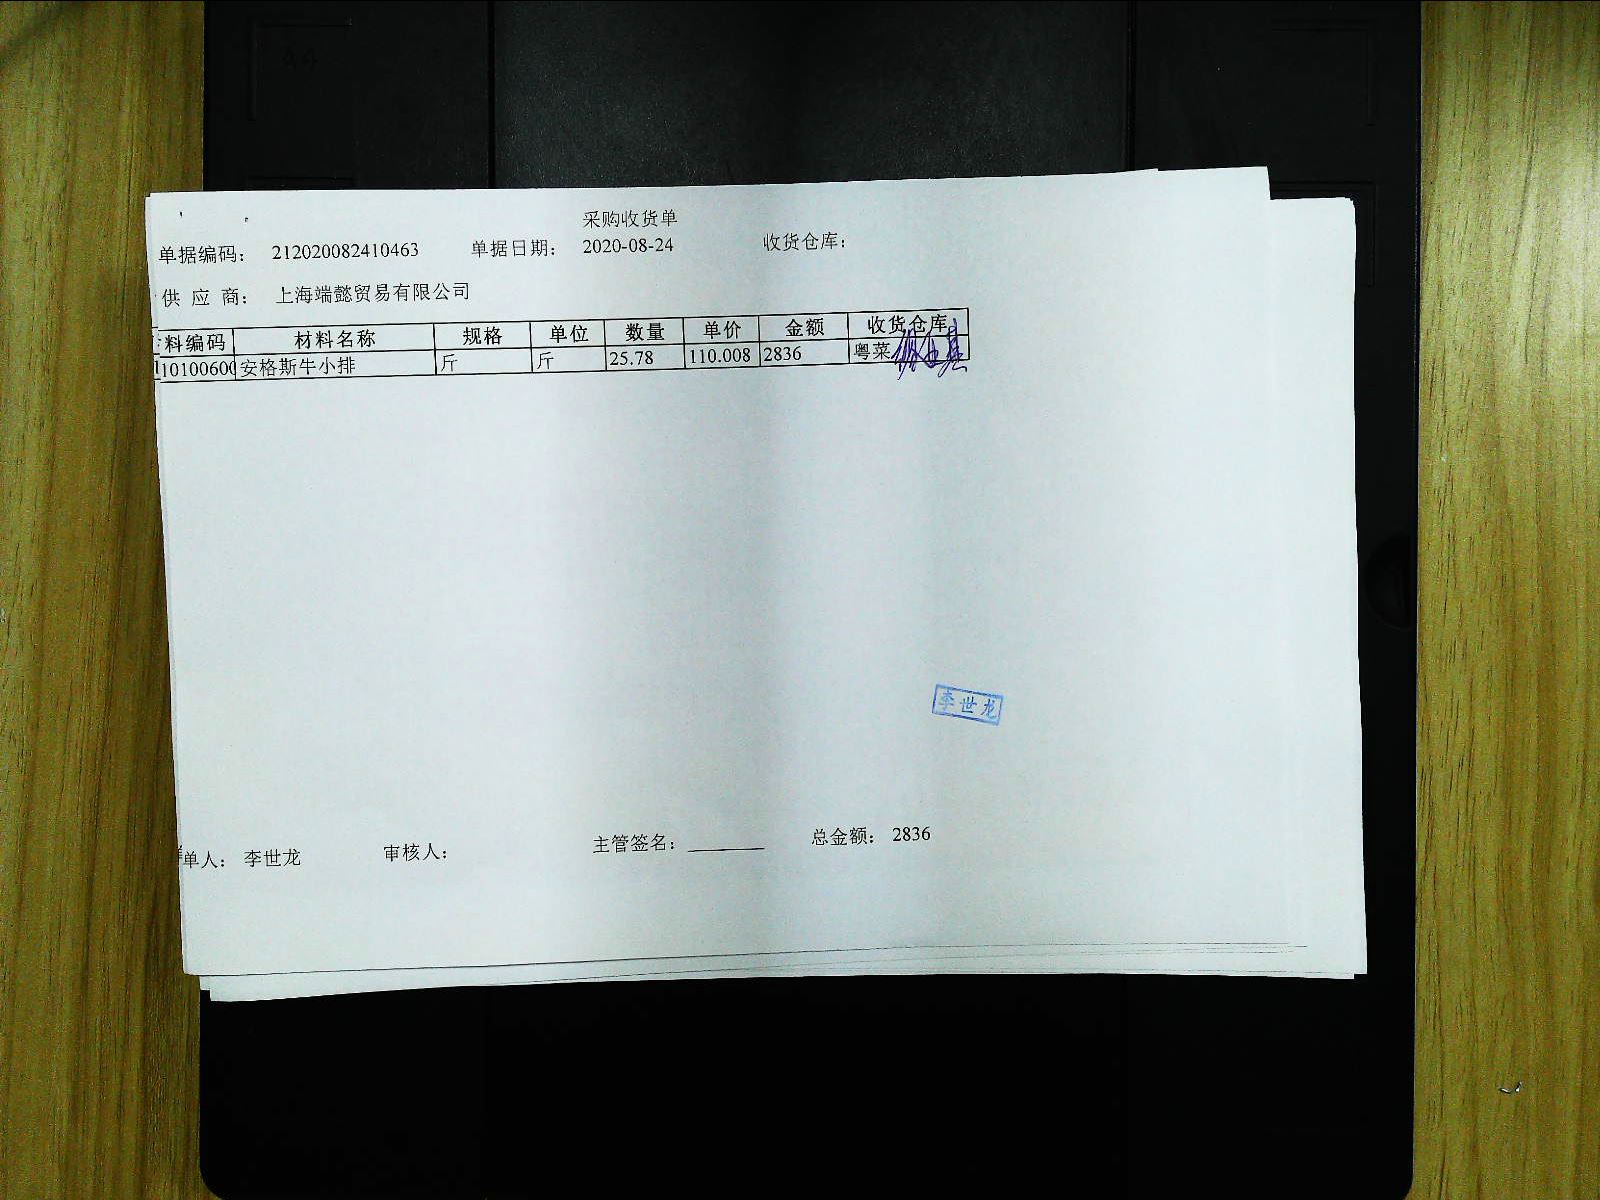 采购收货单
单据编码: 212020082410463 单据日期: 2020-08-24 收货仓库:
供 应 商: 上海端懿贸易有限公司
料编码 材料名称 规格 单位 数量 单价 金额 收货仓库
10100600 安格斯牛小排 斤 斤 25.78 110.008 2836 粤菜
李世龙
单人: 李世龙 审核人: 主管签名: 总金额: 2836